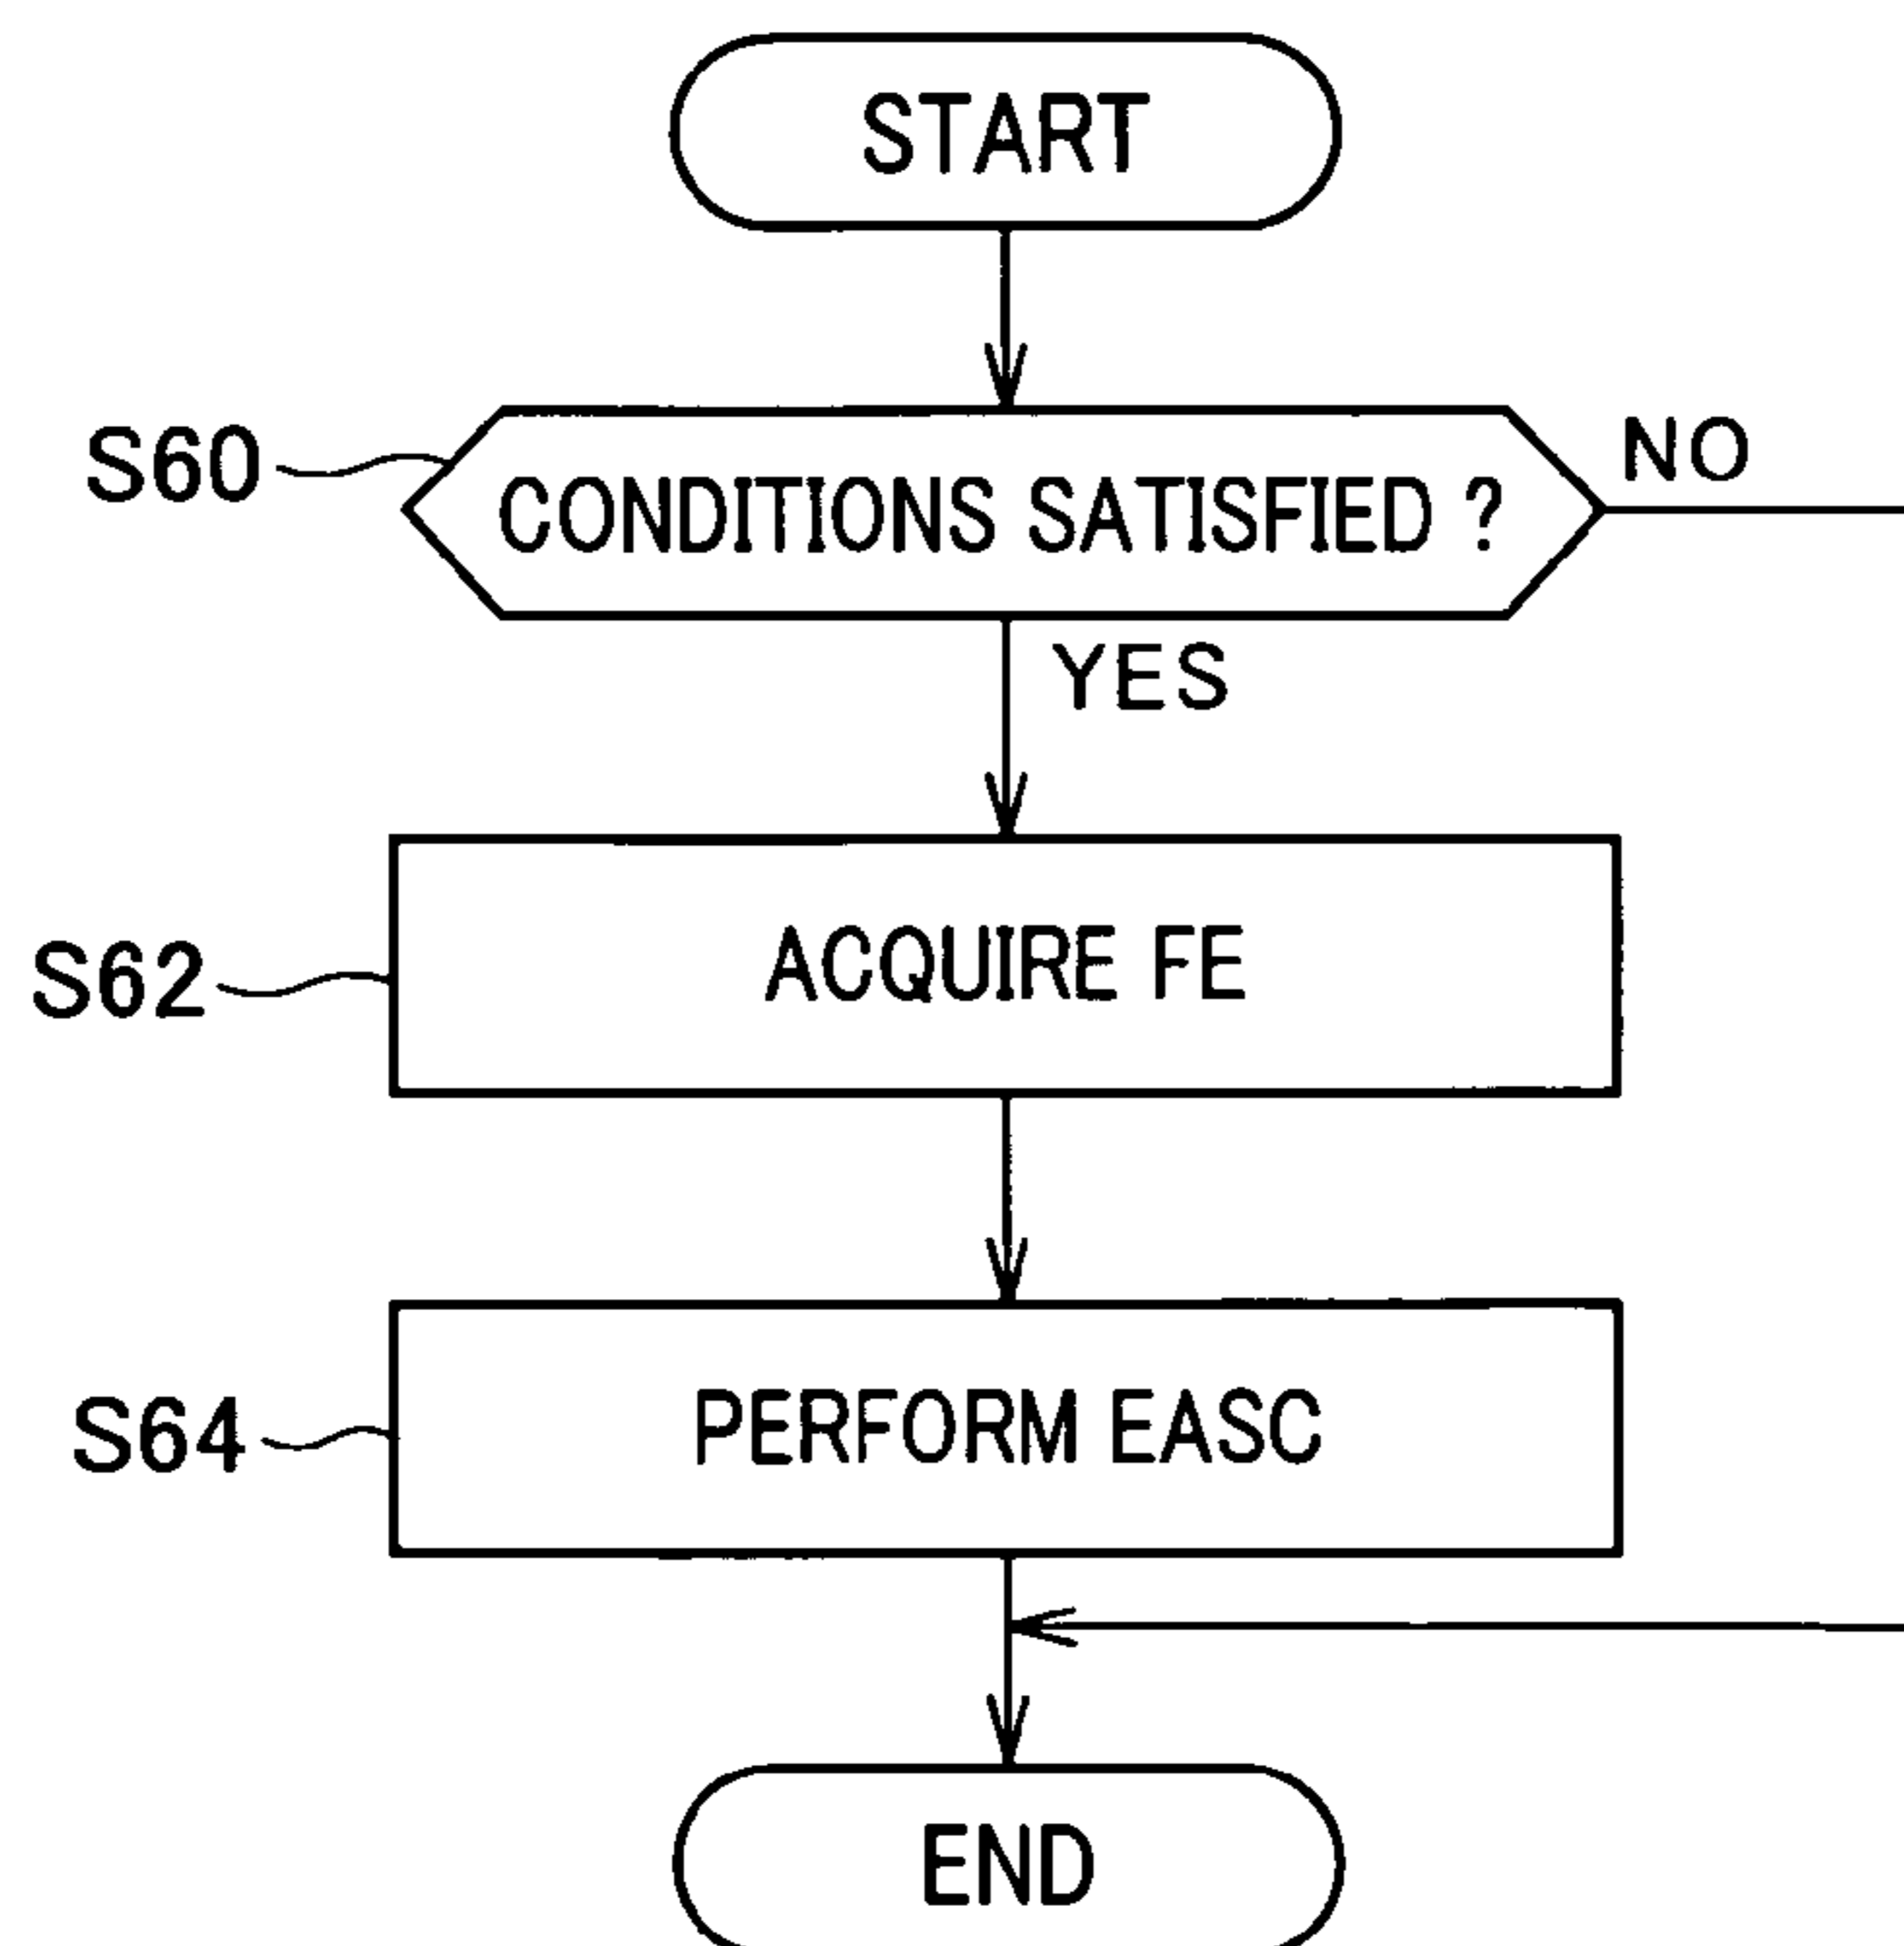 START
S60
CONDITIONS SATISFIED ?
NO
YES
S62
ACQUIRE FE
S64
PERFORM EASC
END